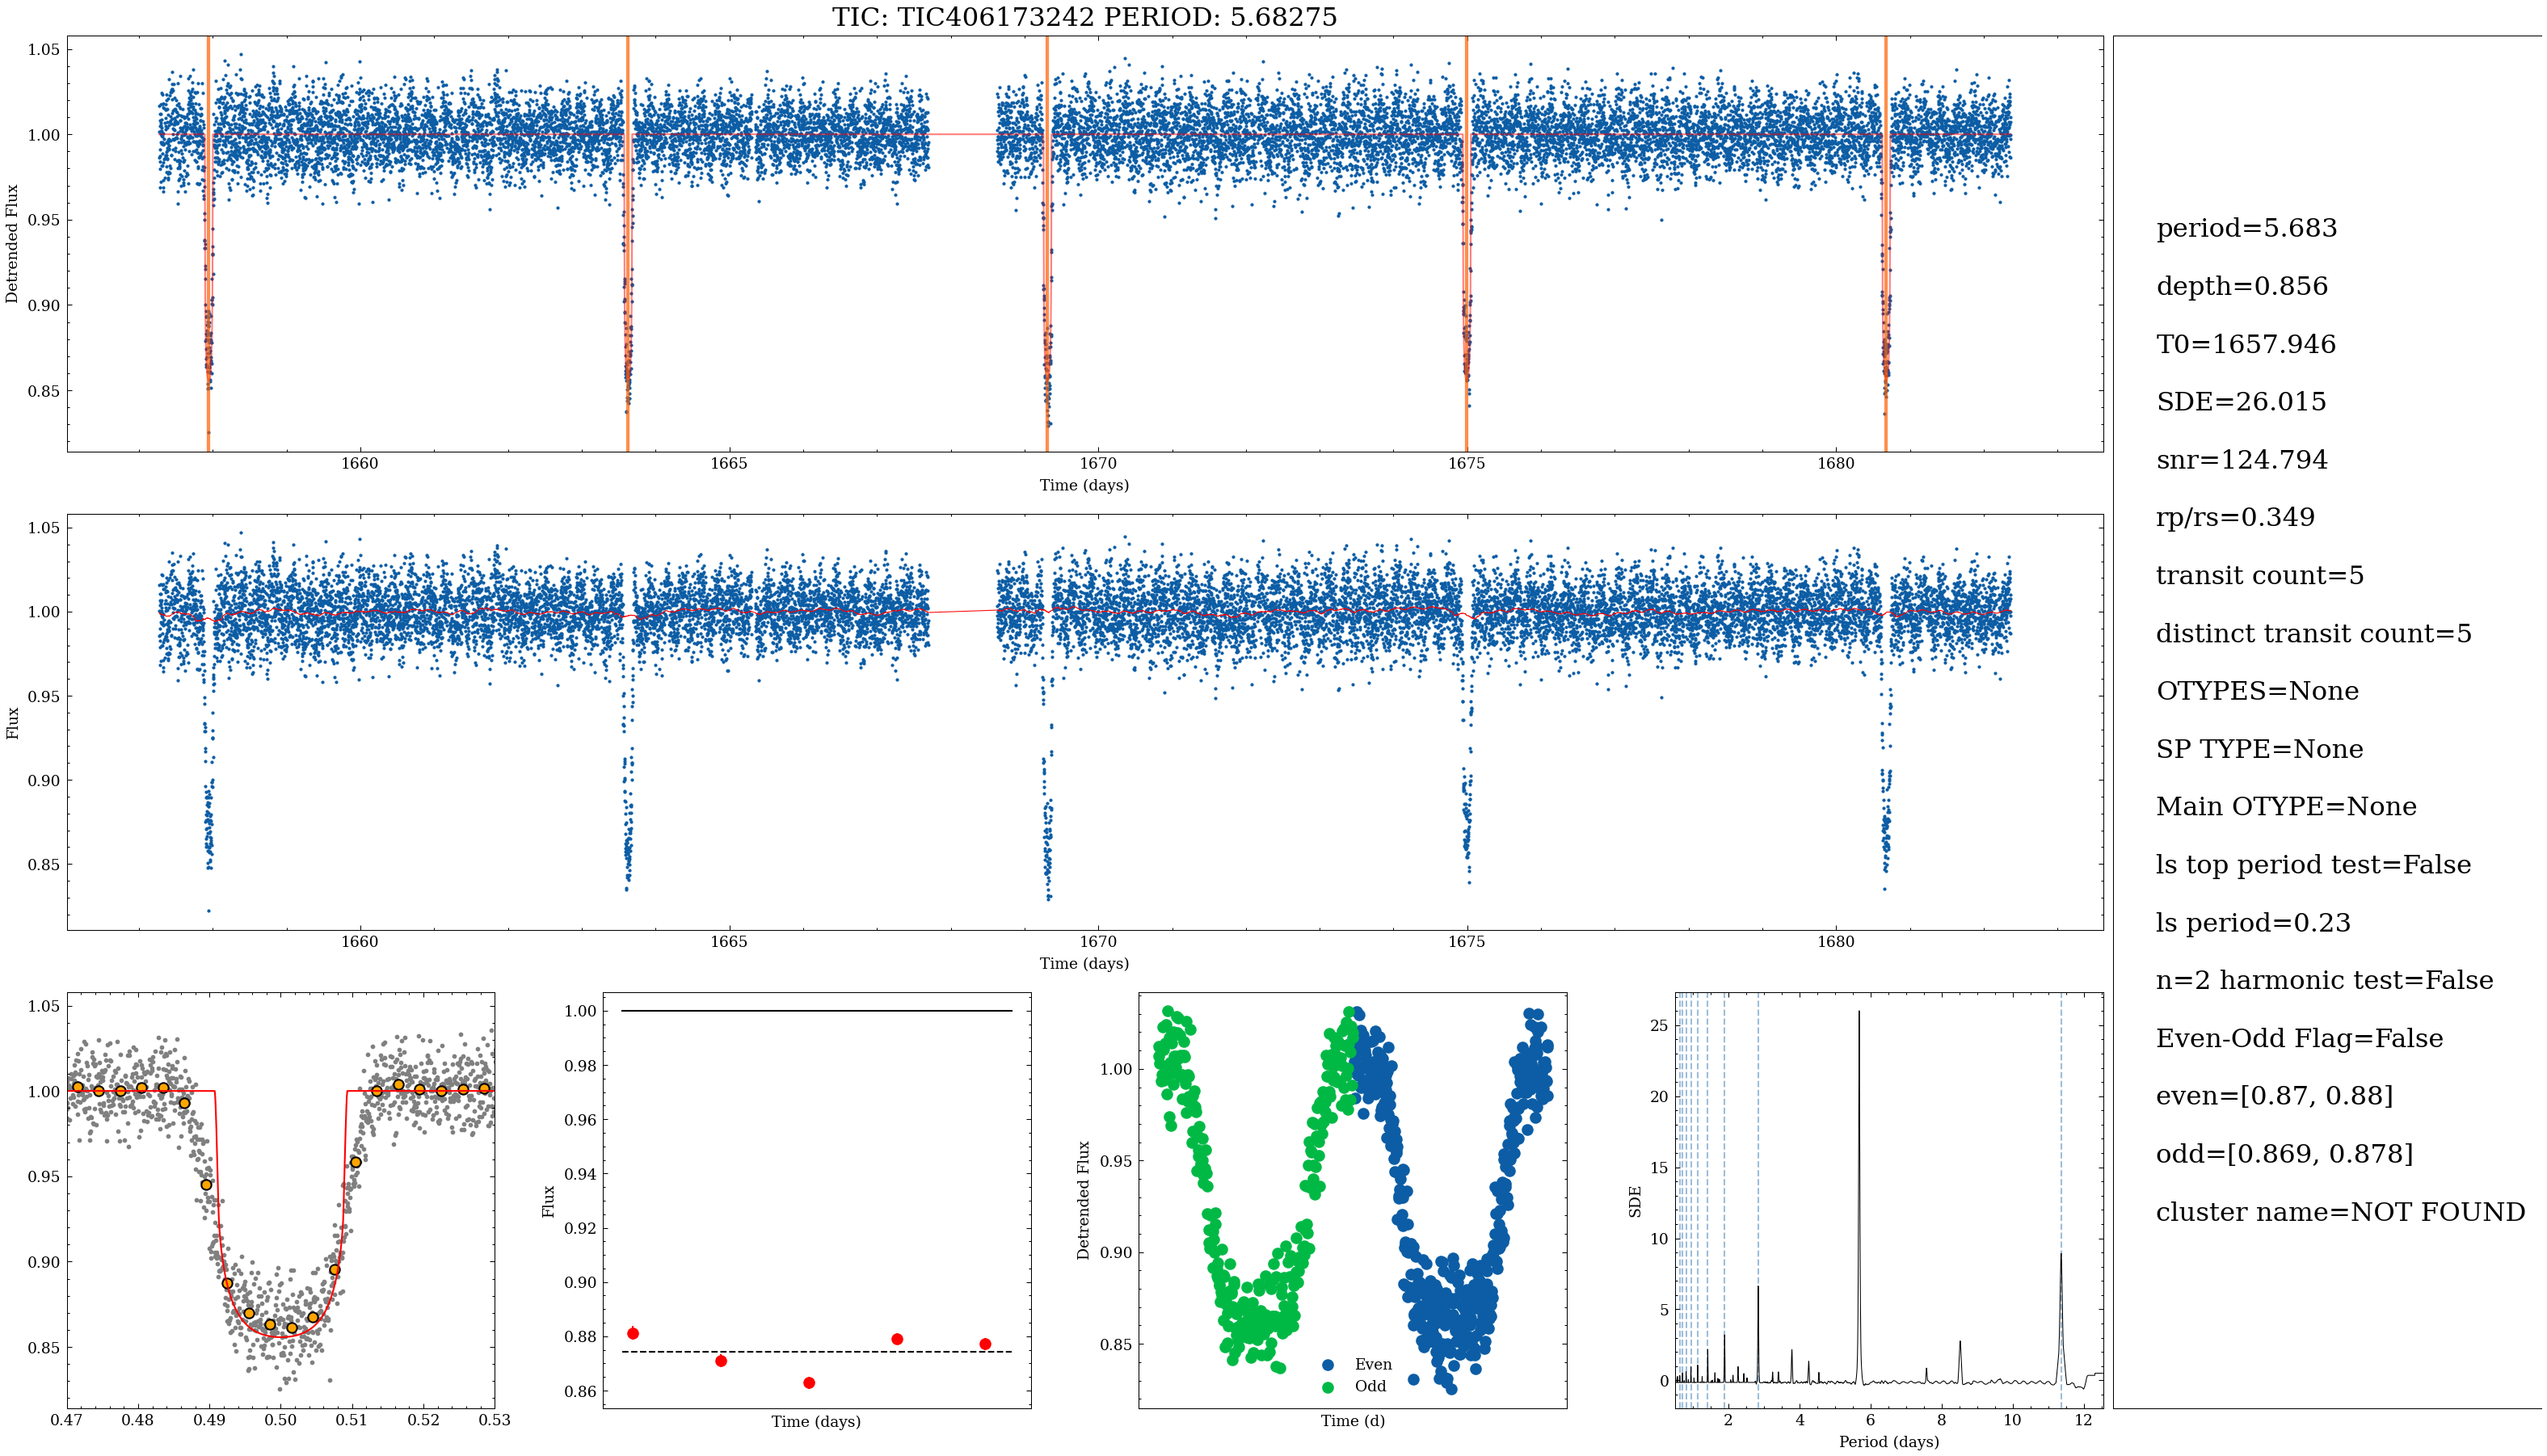 TIC: TIC406173242 PERIOD: 5.68275
1.05
1.00
0.95
0.90
0.85
Detrended Flux
1660
1665
1670
1675
1680
Time (days)
1.05
1.00
0.95
0.90
0.85
Flux
1660
1665
1670
1675
1680
Time (days)
1.05
1.00
0.95
0.90
0.85
0.47
0.48
0.49
0.50
0.51
0.52
0.53
1.00
0.98
0.96
0.94
0.92
0.90
0.88
0.86
Flux
Time (days)
1.00
0.95
0.90
0.85
Detrended Flux
Even
Odd
Time (d)
25
20
15
10
5
0
SDE
2
4
6
8
10
12
Period (days)
period=5.683
depth=0.856
T0=1657.946
SDE=26.015
snr=124.794
rp/rs=0.349
transit count=5
distinct transit count=5
OTYPES=None
SP TYPE=None
Main OTYPE=None
ls top period test=False
ls period=0.23
n=2 harmonic test=False
Even-Odd Flag=False
even=[0.87, 0.88]
odd=[0.869, 0.878]
cluster name=NOT FOUND